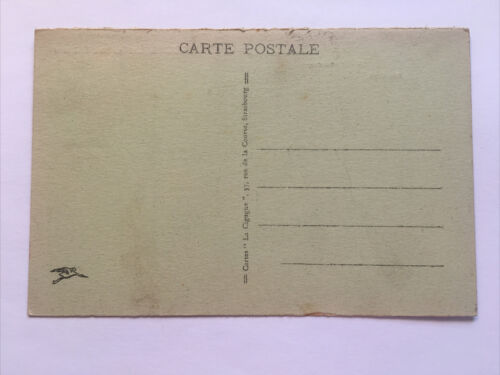 CARTE POSTALE
Cartes " La Cigogne ", 37, rue de la Course, Strasbourg